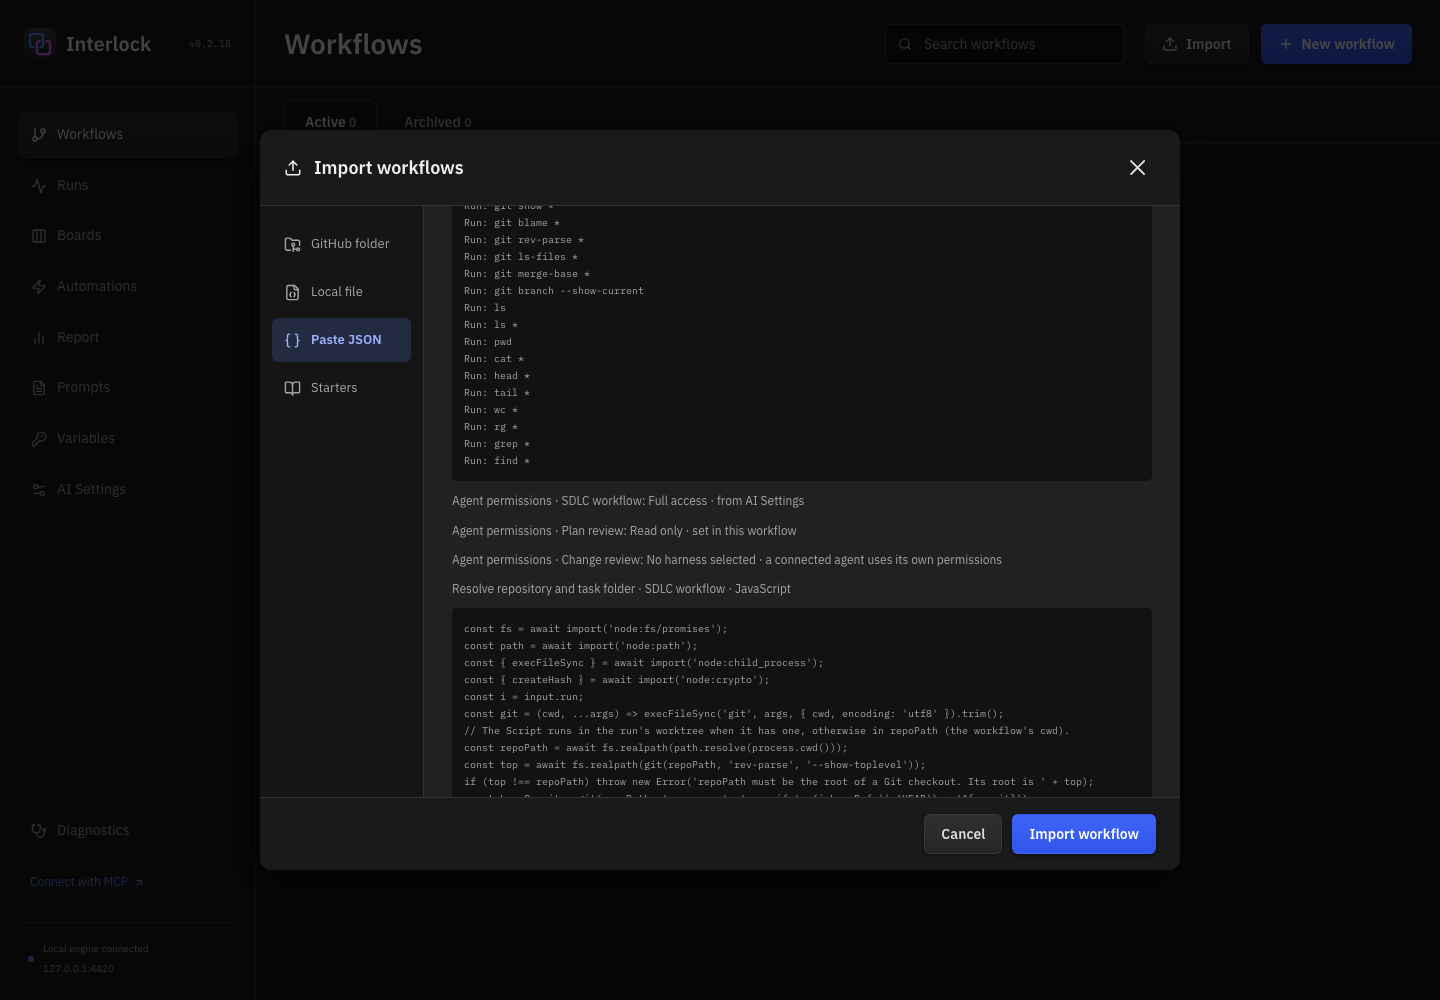 Interlock
v0.2.18
Workflows
Search workflows
Import
New workflow
Workflows
Runs
Boards
Automations
Report
Prompts
Variables
AI Settings
Diagnostics
Connect with MCP
Local engine connected
127.0.0.1:4420
Active 0
Archived 0
Import workflows
GitHub folder
Local file
Paste JSON
Starters
Run: git show *
Run: git blame *
Run: git rev-parse *
Run: git ls-files *
Run: git merge-base *
Run: git branch --show-current
Run: ls
Run: ls *
Run: pwd
Run: cat *
Run: head *
Run: tail *
Run: wc *
Run: rg *
Run: grep *
Run: find *
Agent permissions · SDLC workflow: Full access · from AI Settings
Agent permissions · Plan review: Read only · set in this workflow
Agent permissions · Change review: No harness selected · a connected agent uses its own permissions
Resolve repository and task folder · SDLC workflow · JavaScript
const fs = await import('node:fs/promises');
const path = await import('node:path');
const { execFileSync } = await import('node:child_process');
const { createHash } = await import('node:crypto');
const i = input.run;
const git = (cwd, ...args) => execFileSync('git', args, { cwd, encoding: 'utf8' }).trim();
// The Script runs in the run's worktree when it has one, otherwise in repoPath (the workflow's cwd).
const repoPath = await fs.realpath(path.resolve(process.cwd()));
const top = await fs.realpath(git(repoPath, 'rev-parse', '--show-toplevel'));
if (top !== repoPath) throw new Error('repoPath must be the root of a Git checkout. Its root is ' + top);
Cancel
Import workflow